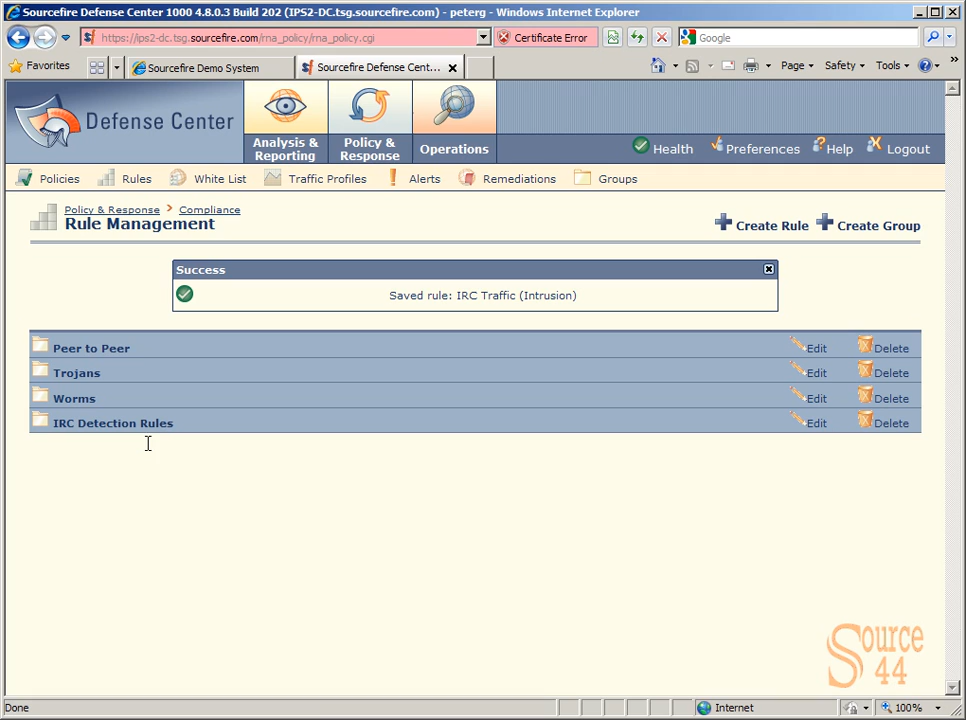 Sourcefire Defense Center 1000 4.8.0.3 Build 202 (IPS2-DC.tsg.sourcefire.com) - peterg - Windows Internet Explorer
https://ips2-dc.tsg.sourcefire.com/rna_policy/rna_policy.cgi
Certificate Error
Google
Favorites
Sourcefire Demo System
Sourcefire Defense Cent...
Page
Safety
Tools
Defense Center
Analysis & Reporting
Policy & Response
Operations
Health
Preferences
Help
Logout
Policies
Rules
White List
Traffic Profiles
Alerts
Remediations
Groups
Policy & Response > Compliance
Rule Management
Create Rule
Create Group
Success
Saved rule: IRC Traffic (Intrusion)
Peer to Peer Edit Delete
Trojans Edit Delete
Worms Edit Delete
IRC Detection Rules Edit Delete
Source
44
Done
Internet
100%